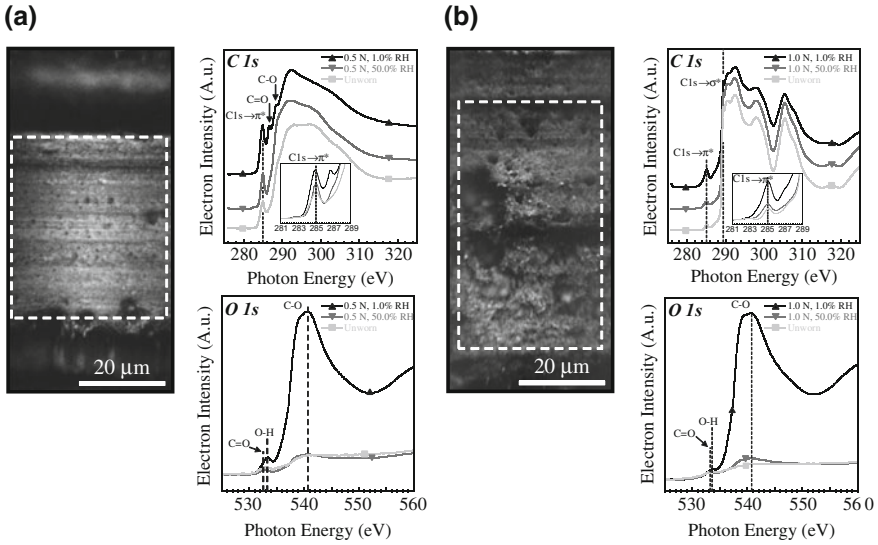 (a)
20 μm
C 1s
0.5 N, 1.0% RH
0.5 N, 50.0% RH
Unworn
C-O
C=O
C1s→π*
C1s→π*
281 283 285 287 289
Electron Intensity (A.u.)
280 290 300 310 320
Photon Energy (eV)
O 1s
0.5 N, 1.0% RH
0.5 N, 50.0% RH
Unworn
C-O
O-H
C=O
Electron Intensity (A.u.)
530 540 550 560
Photon Energy (eV)
(b)
20 μm
C 1s
1.0 N, 1.0% RH
1.0 N, 50.0% RH
Unworn
C1s→σ*
C1s→π*
C1s→π*
281 283 285 287 289
Electron Intensity (A.u.)
280 290 300 310 320
Photon Energy (eV)
O 1s
1.0 N, 1.0% RH
1.0 N, 50.0% RH
Unworn
C-O
O-H
C=O
Electron Intensity (A.u.)
530 540 550 560
Photon Energy (eV)